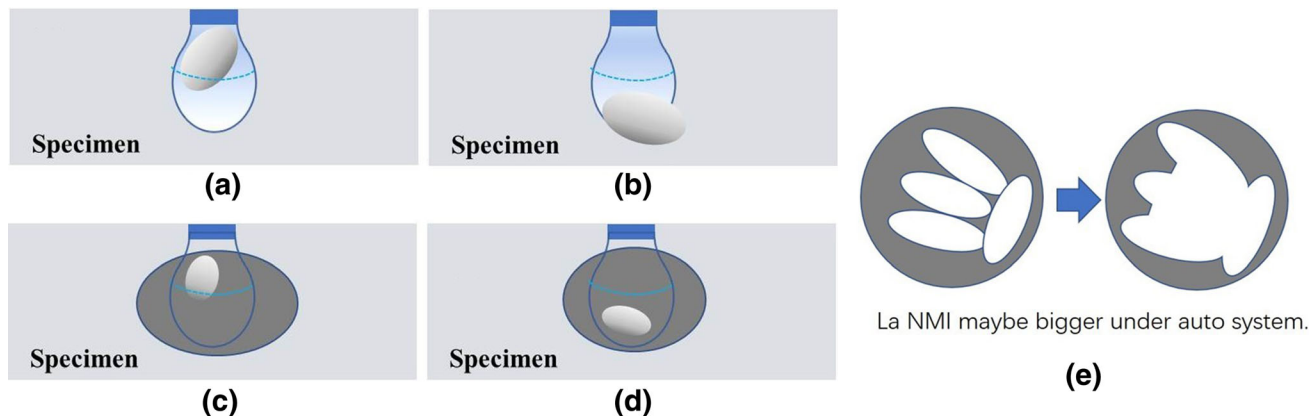 Specimen
(a)
Specimen
(b)
Specimen
(c)
Specimen
(d)
La NMI maybe bigger under auto system.
(e)